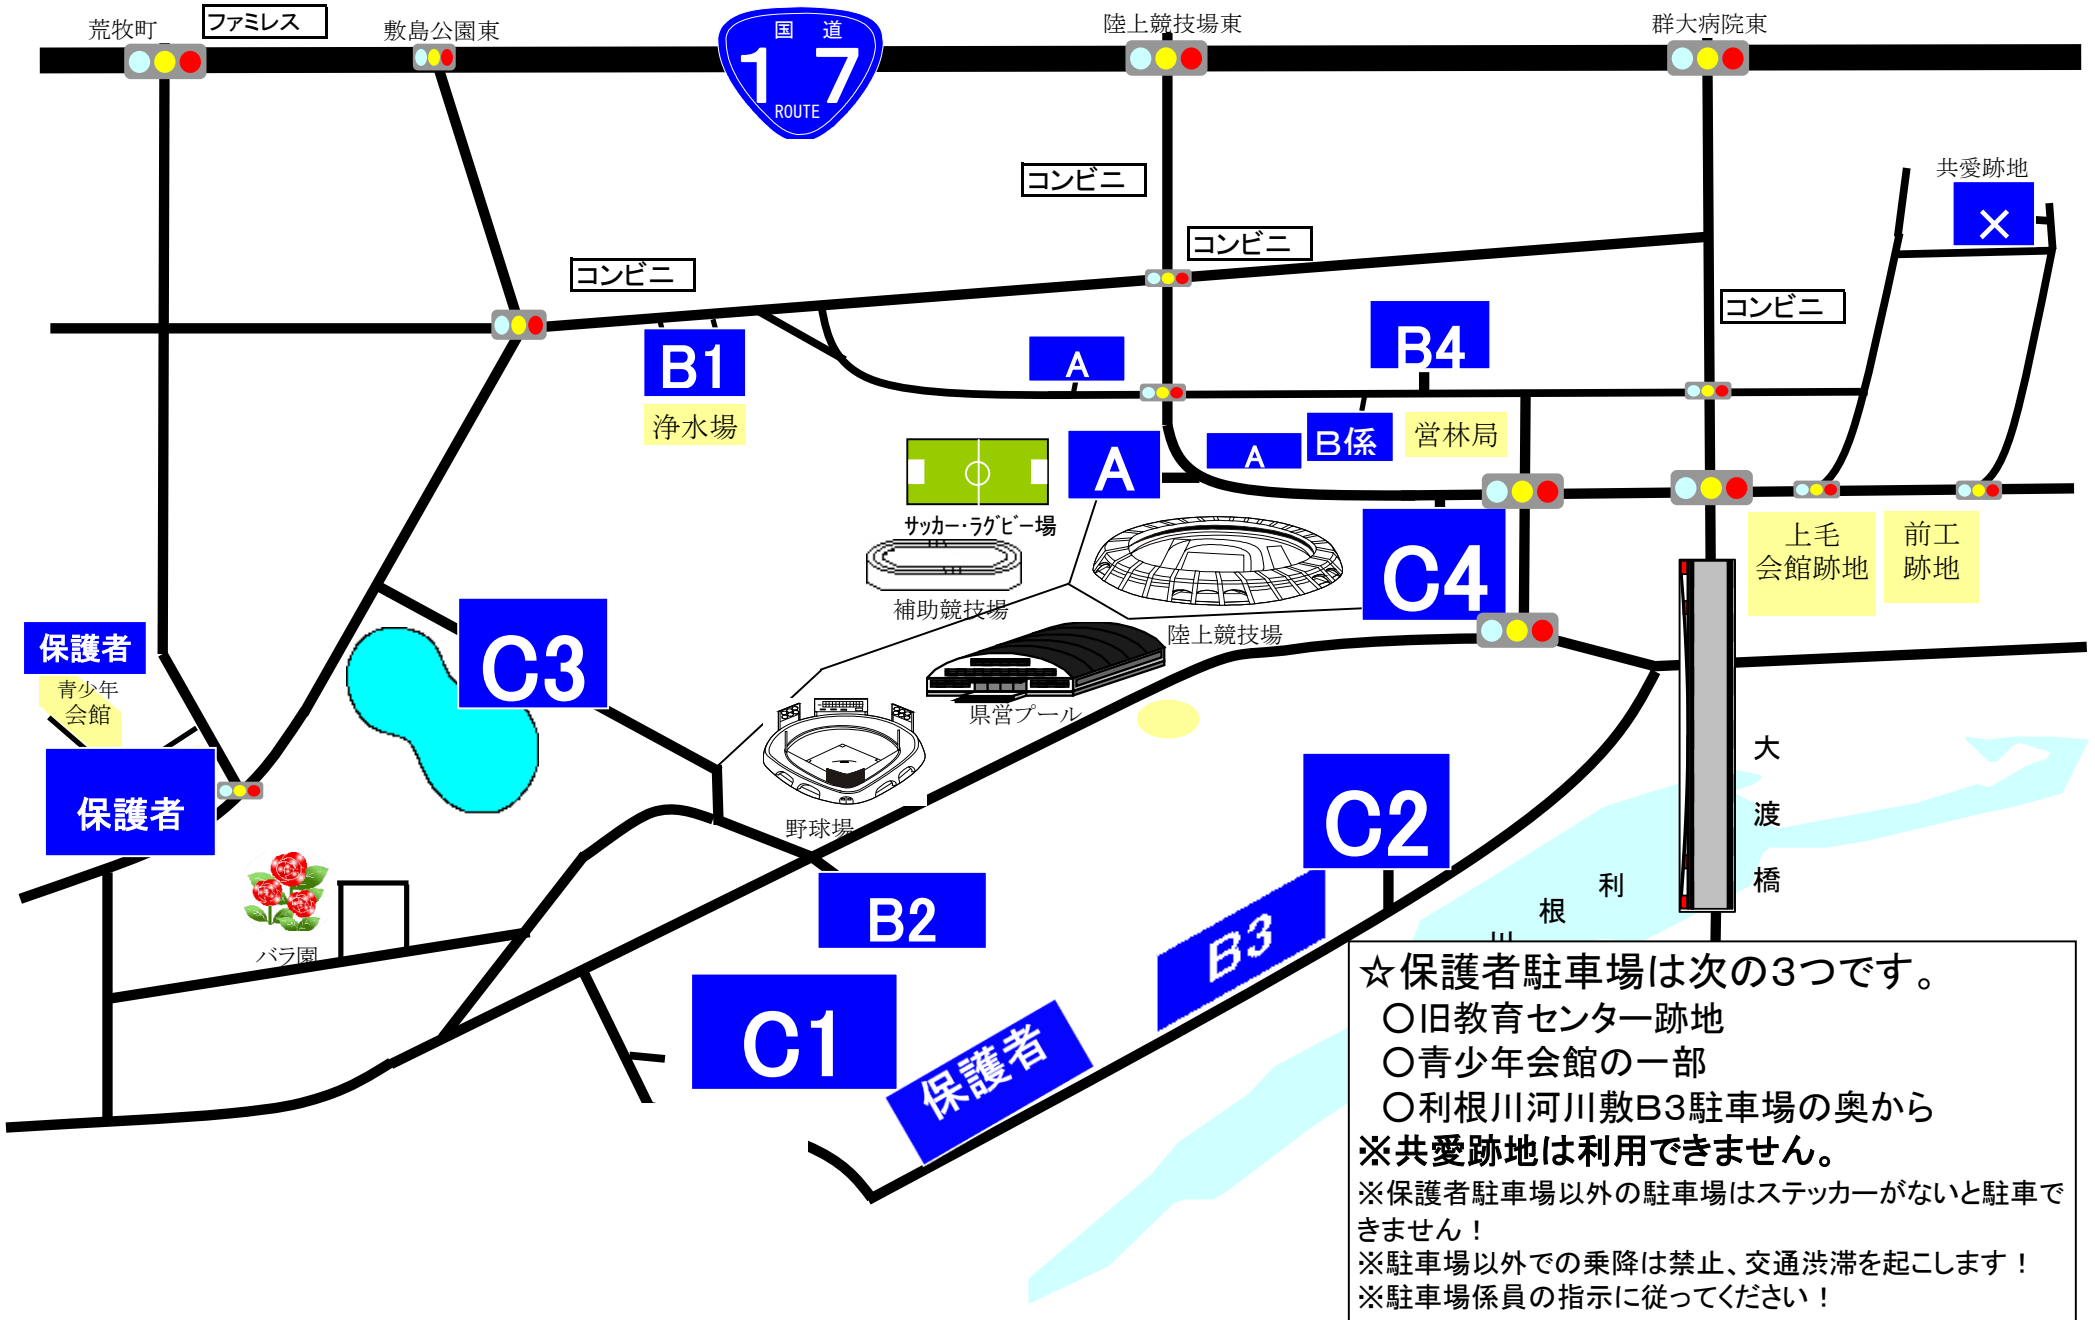 荒牧町
ファミレス
敷島公園東
国 道
17
ROUTE
陸上競技場東
群大病院東
コンビニ
共愛跡地
×
コンビニ
コンビニ
コンビニ
B1
浄水場
A
B4
B係
営林局
A
A
サッカー・ラグビー場
補助競技場
陸上競技場
C4
上毛
会館跡地
前工
跡地
保護者
青少年
会館
C3
県営プール
保護者
野球場
C2
大渡橋
利根川
バラ園
B2
B3
C1
保護者
☆保護者駐車場は次の3つです。
○旧教育センター跡地
○青少年会館の一部
○利根川河川敷B3駐車場の奥から
※共愛跡地は利用できません。
※保護者駐車場以外の駐車場はステッカーがないと駐車で
きません！
※駐車場以外での乗降は禁止、交通渋滞を起こします！
※駐車場係員の指示に従ってください！